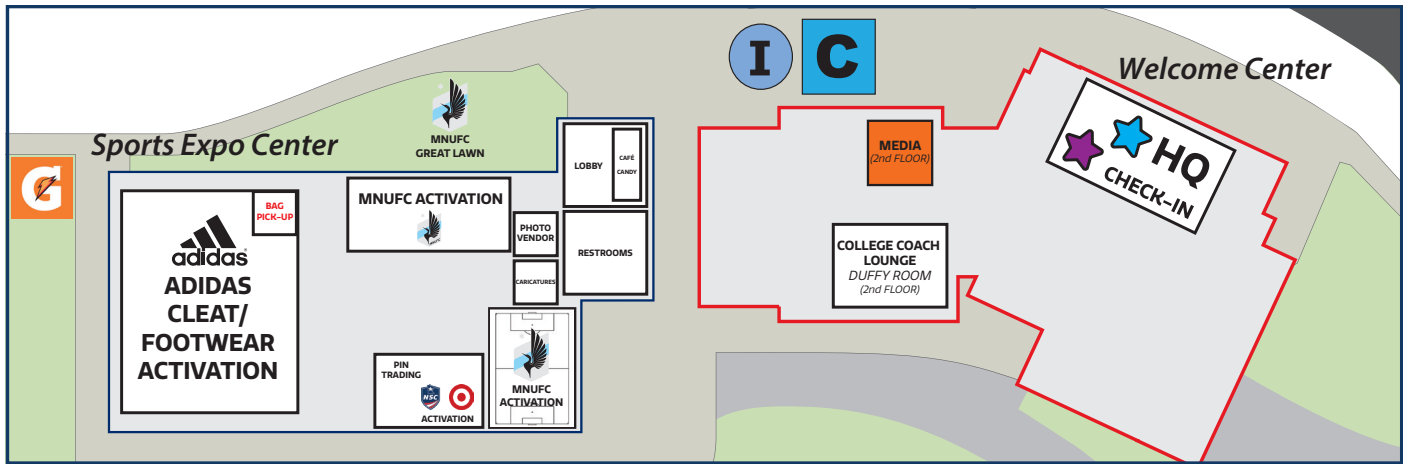 I
C
Welcome Center
HQ
CHECK-IN
MNUFC
GREAT LAWN
Sports Expo Center
G
LOBBY
CAFÉ
CANDY
MEDIA
(2nd FLOOR)
BAG
PICK-UP
adidas
ADIDAS
CLEAT/
FOOTWEAR
ACTIVATION
MNUFC ACTIVATION
PHOTO
VENDOR
RESTROOMS
CARICATURES
COLLEGE COACH
LOUNGE
DUFFY ROOM
(2nd FLOOR)
PIN
TRADING
NSC
ACTIVATION
MNUFC
ACTIVATION